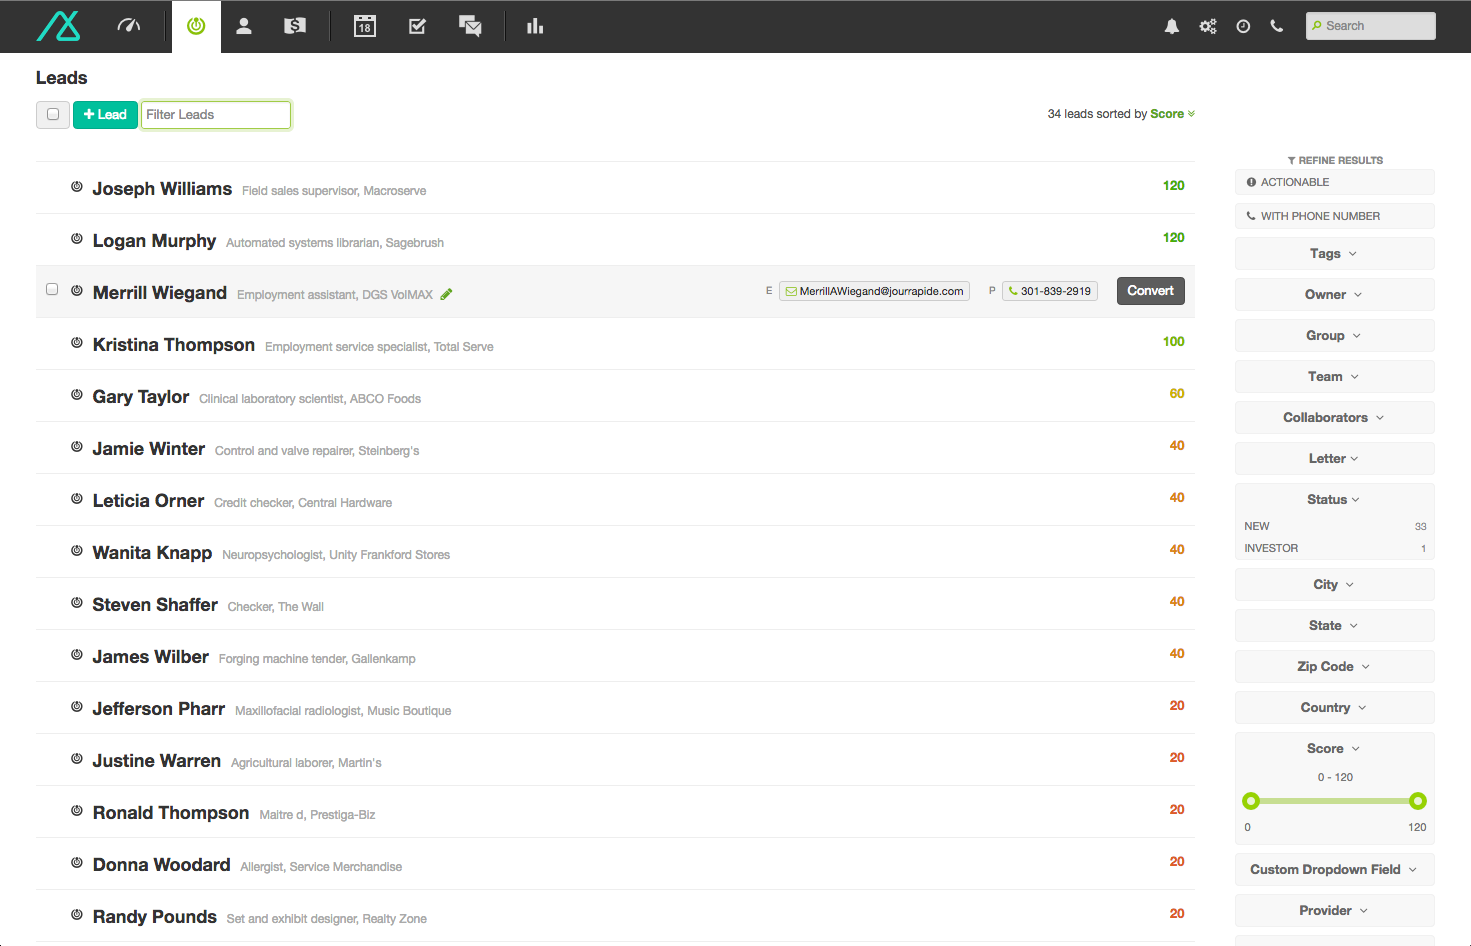 18
Search
Leads
+ Lead
Filter Leads
34 leads sorted by Score
REFINE RESULTS
ACTIONABLE
WITH PHONE NUMBER
Tags
Owner
Group
Team
Collaborators
Letter
Status
NEW 33
INVESTOR 1
City
State
Zip Code
Country
Score
0 - 120
0 120
Custom Dropdown Field
Provider
Joseph Williams Field sales supervisor, Macroserve 120
Logan Murphy Automated systems librarian, Sagebrush 120
Merrill Wiegand Employment assistant, DGS VolMAX E MerrillAWiegand@jourrapide.com P 301-839-2919 Convert
Kristina Thompson Employment service specialist, Total Serve 100
Gary Taylor Clinical laboratory scientist, ABCO Foods 60
Jamie Winter Control and valve repairer, Steinberg's 40
Leticia Orner Credit checker, Central Hardware 40
Wanita Knapp Neuropsychologist, Unity Frankford Stores 40
Steven Shaffer Checker, The Wall 40
James Wilber Forging machine tender, Gallenkamp 40
Jefferson Pharr Maxillofacial radiologist, Music Boutique 20
Justine Warren Agricultural laborer, Martin's 20
Ronald Thompson Maitre d, Prestiga-Biz 20
Donna Woodard Allergist, Service Merchandise 20
Randy Pounds Set and exhibit designer, Realty Zone 20